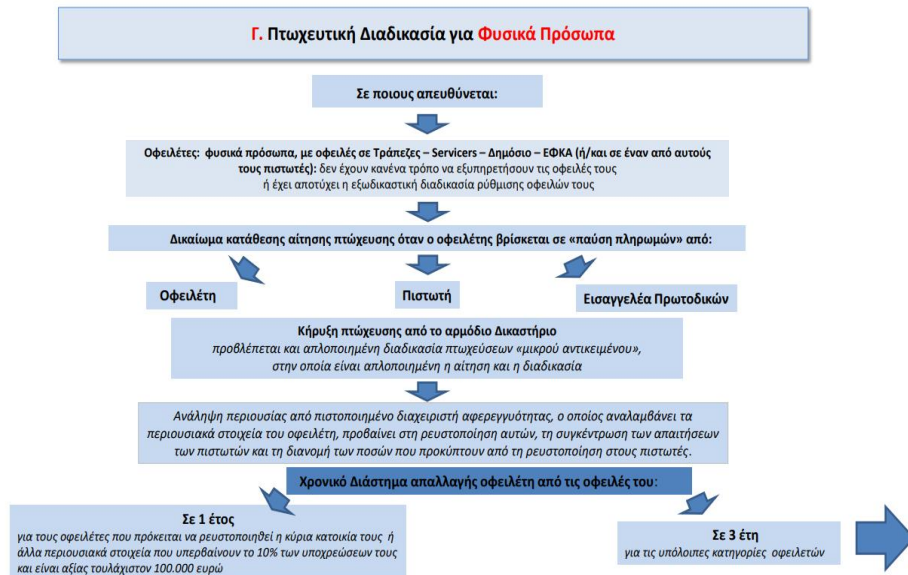 Γ. Πτωχευτική Διαδικασία για Φυσικά Πρόσωπα
Σε ποιους απευθύνεται:
Οφειλέτες: φυσικά πρόσωπα, με οφειλές σε Τράπεζες – Servicers – Δημόσιο – ΕΦΚΑ (ή/και σε έναν από αυτούς
τους πιστωτές): δεν έχουν κανένα τρόπο να εξυπηρετήσουν τις οφειλές τους
ή έχει αποτύχει η εξωδικαστική διαδικασία ρύθμισης οφειλών τους
Δικαίωμα κατάθεσης αίτησης πτώχευσης όταν ο οφειλέτης βρίσκεται σε «παύση πληρωμών» από:
Οφειλέτη
Πιστωτή
Εισαγγελέα Πρωτοδικών
Κήρυξη πτώχευσης από το αρμόδιο Δικαστήριο
προβλέπεται και απλοποιημένη διαδικασία πτωχεύσεων «μικρού αντικειμένου»,
στην οποία είναι απλοποιημένη η αίτηση και η διαδικασία
Ανάληψη περιουσίας από πιστοποιημένο διαχειριστή αφερεγγυότητας, ο οποίος αναλαμβάνει τα
περιουσιακά στοιχεία του οφειλέτη, προβαίνει στη ρευστοποίηση αυτών, τη συγκέντρωση των απαιτήσεων
των πιστωτών και τη διανομή των ποσών που προκύπτουν από τη ρευστοποίηση στους πιστωτές.
Χρονικό Διάστημα απαλλαγής οφειλέτη από τις οφειλές του:
Σε 1 έτος
για τους οφειλέτες που πρόκειται να ρευστοποιηθεί η κύρια κατοικία τους ή
άλλα περιουσιακά στοιχεία που υπερβαίνουν το 10% των υποχρεώσεων τους
και είναι αξίας τουλάχιστον 100.000 ευρώ
Σε 3 έτη
για τις υπόλοιπες κατηγορίες οφειλετών